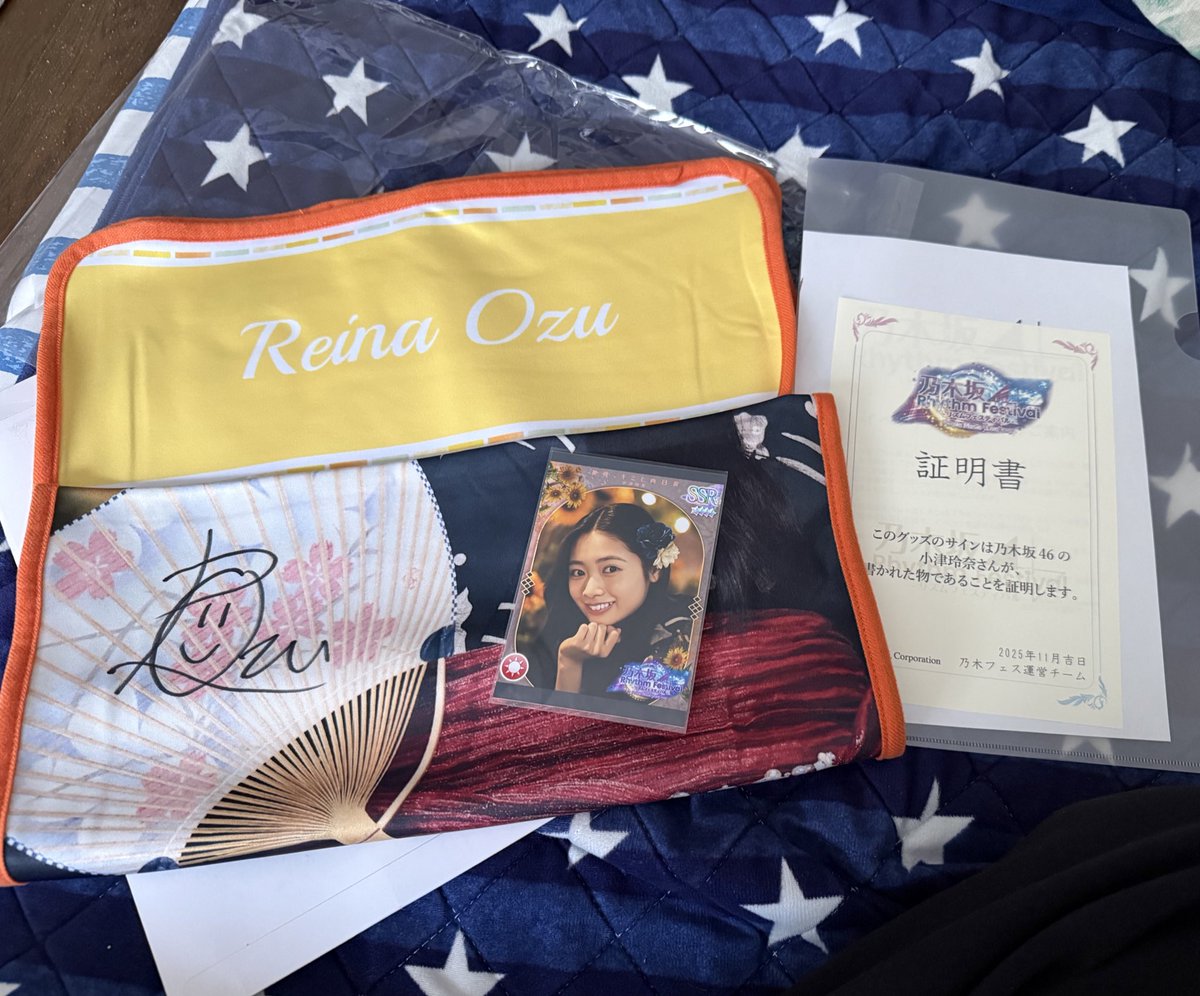 Reina Ozu
Ozu
SSR
乃木坂
Rhythm Festival
乃木坂
Rhythm Festival
証明書
このグッズのサインは乃木坂46の
小津玲奈さんが、
書かれた物であることを証明します。
2025年11月吉日
Corporation
乃木フェス運営チーム